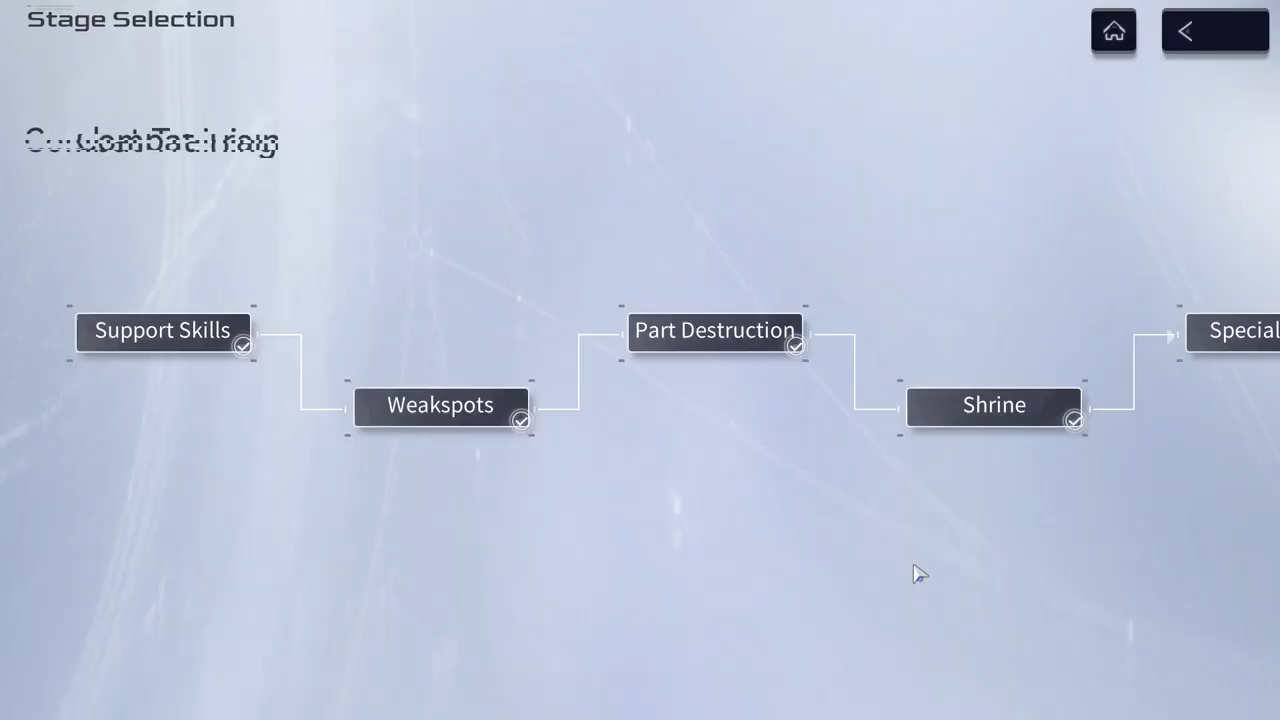 Stage Selection
Support Skills
Part Destruction
Special
Weakspots
Shrine